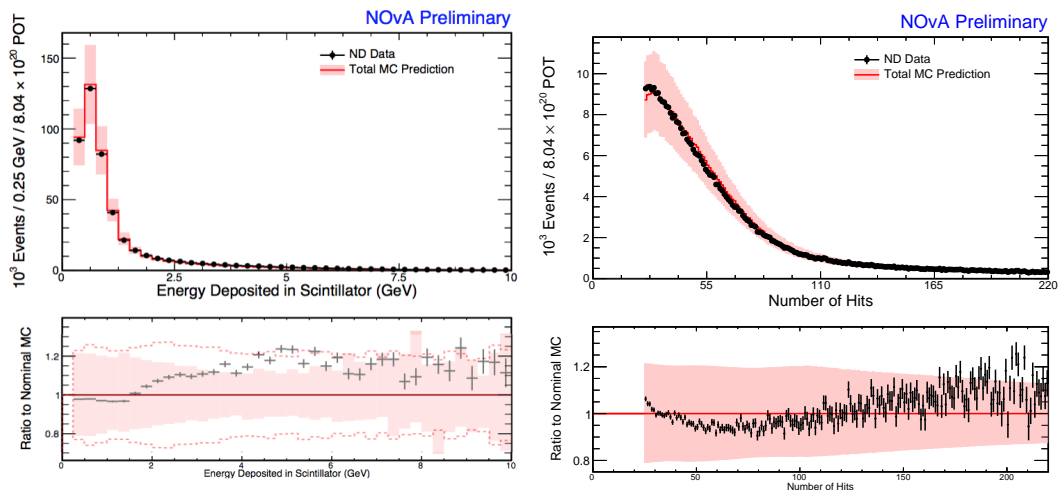 NOvA Preliminary
10³ Events / 0.25 GeV / 8.04 × 10²⁰ POT
150
100
50
0
ND Data
Total MC Prediction
0 2.5 5 7.5 10
Energy Deposited in Scintillator (GeV)
Ratio to Nominal MC
1.2
1
0.8
0 2 4 6 8 10
Energy Deposited in Scintillator (GeV)
NOvA Preliminary
10³ Events / 8.04 × 10²⁰ POT
10
8
6
4
2
0
ND Data
Total MC Prediction
0 55 110 165 220
Number of Hits
Ratio to Nominal MC
1.2
1
0.8
0 50 100 150 200
Number of Hits